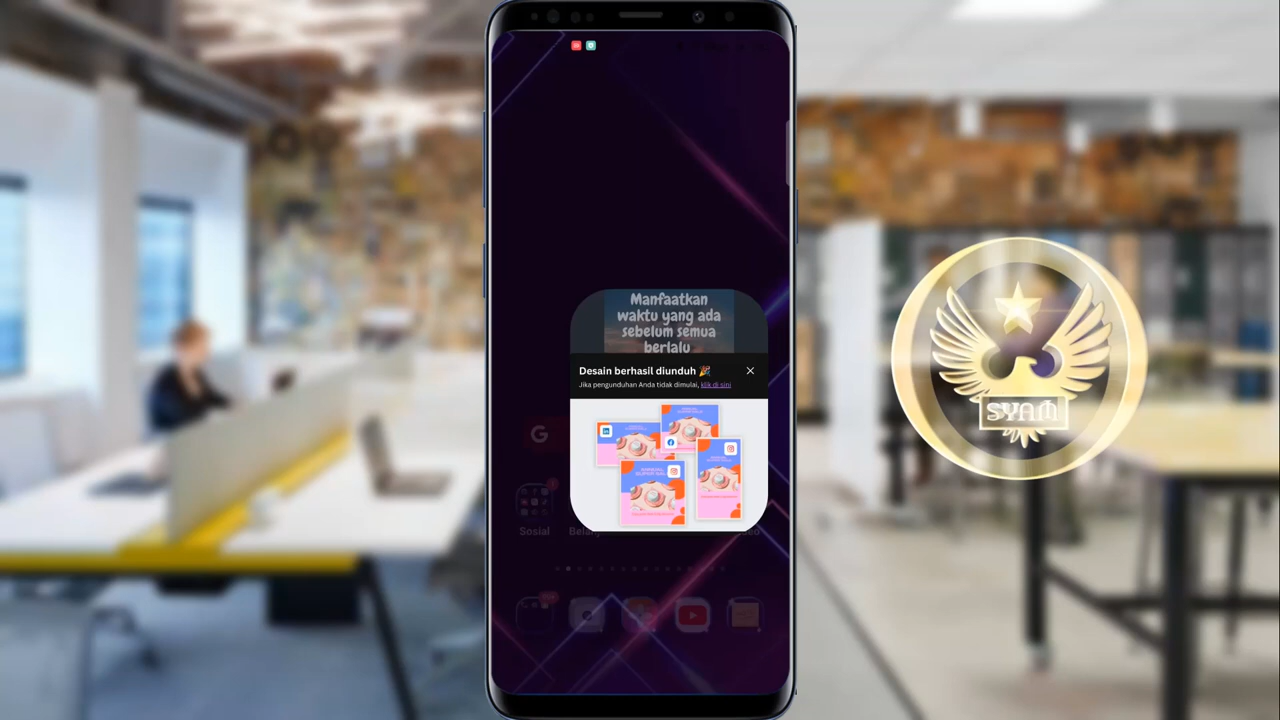 Manfaatkan
waktu yang ada
sebelum semua
berlalu
Desain berhasil diunduh 🎉
Jika pengunduhan Anda tidak dimulai, klik di sini
Sosial
SYAM